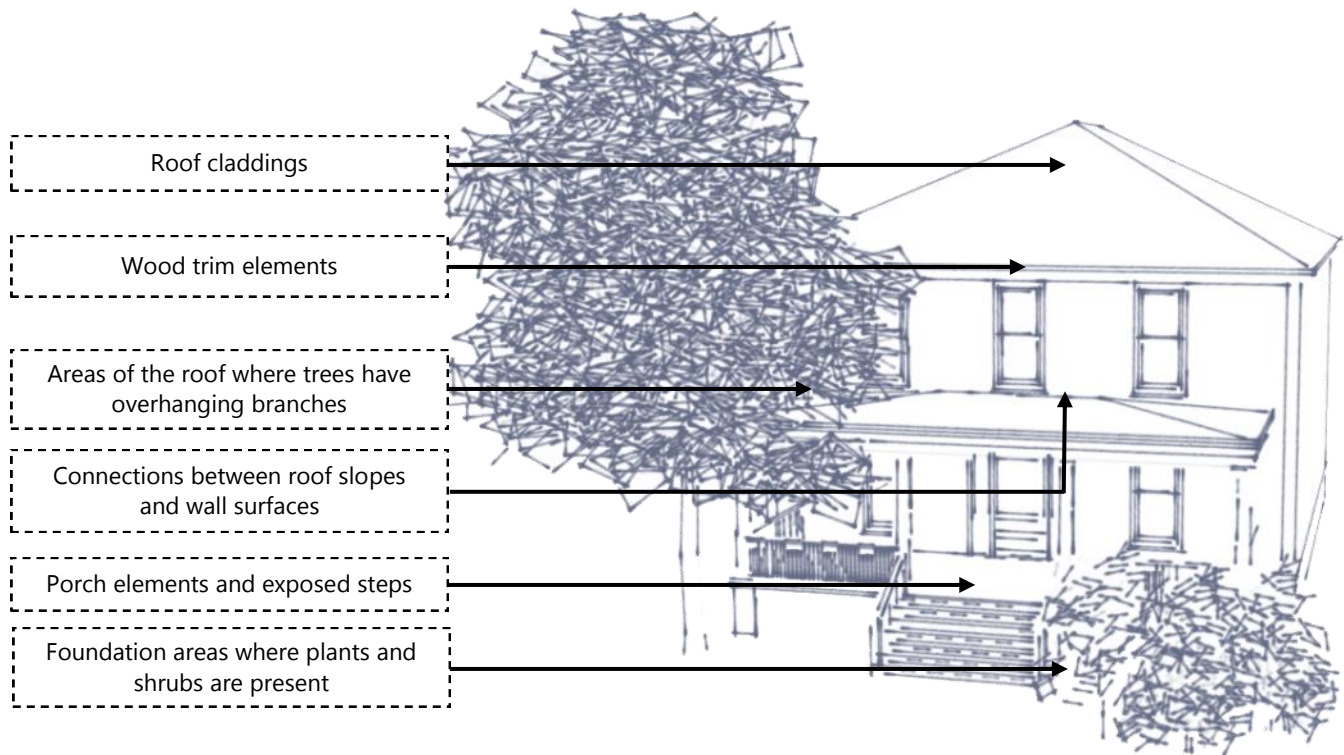 Roof claddings
Wood trim elements
Areas of the roof where trees have
overhanging branches
Connections between roof slopes
and wall surfaces
Porch elements and exposed steps
Foundation areas where plants and
shrubs are present